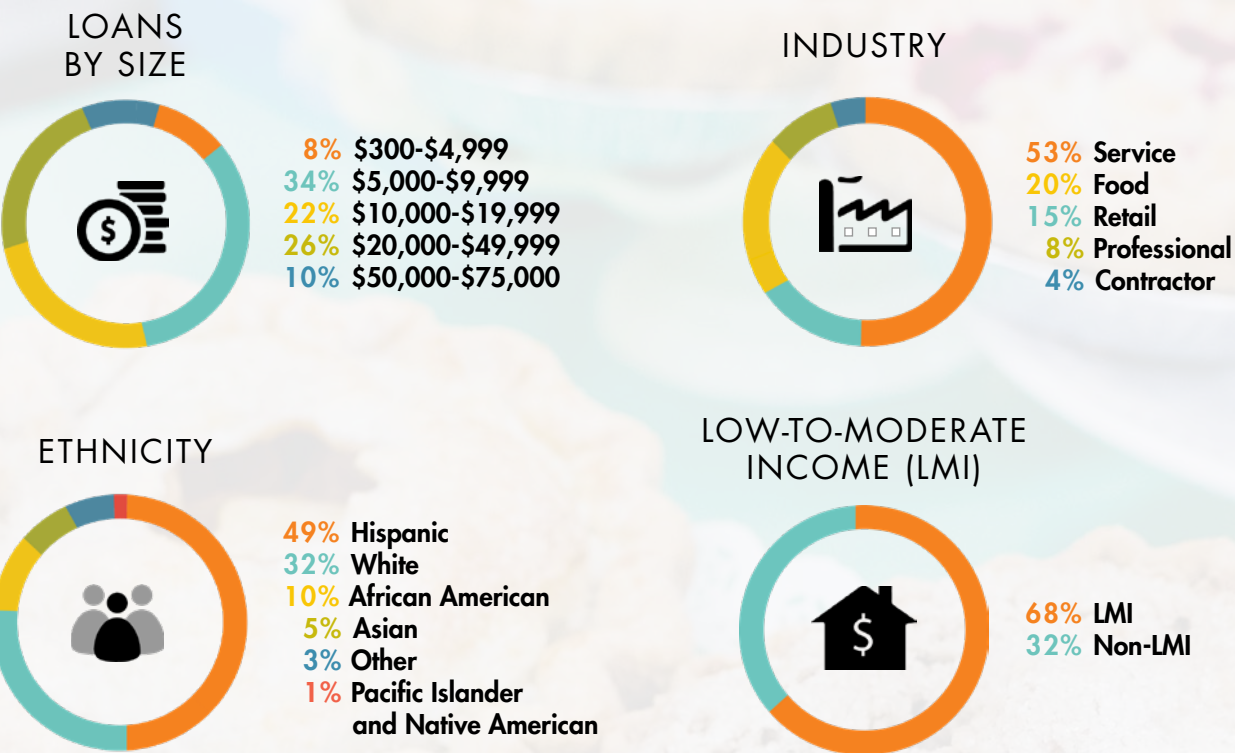 LOANS
BY SIZE
8% $300-$4,999
34% $5,000-$9,999
22% $10,000-$19,999
26% $20,000-$49,999
10% $50,000-$75,000
$
INDUSTRY
53% Service
20% Food
15% Retail
8% Professional
4% Contractor
ETHNICITY
49% Hispanic
32% White
10% African American
5% Asian
3% Other
1% Pacific Islander
and Native American
LOW-TO-MODERATE
INCOME (LMI)
$
68% LMI
32% Non-LMI